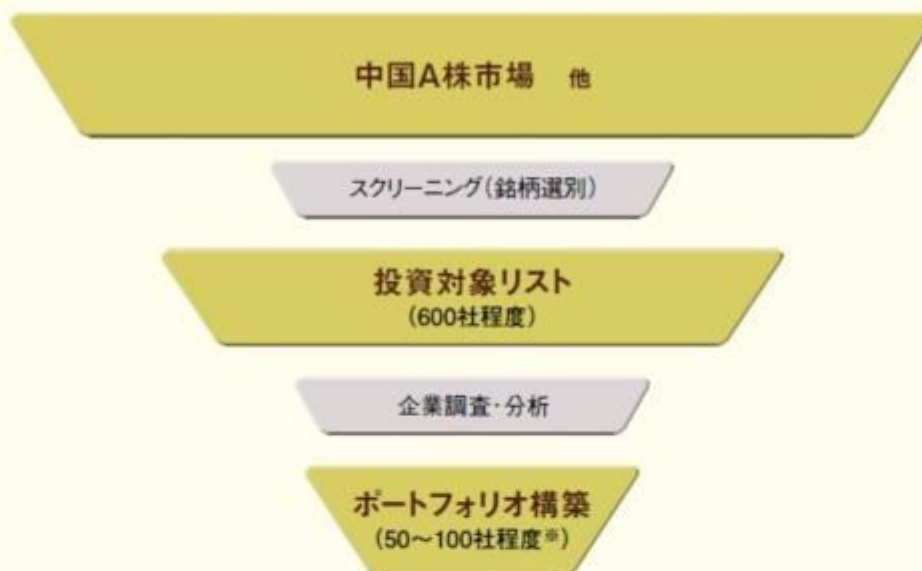 中国A株市場　他
スクリーニング(銘柄選別)
投資対象リスト
(600社程度)
企業調査・分析
ポートフォリオ構築
(50〜100社程度※)